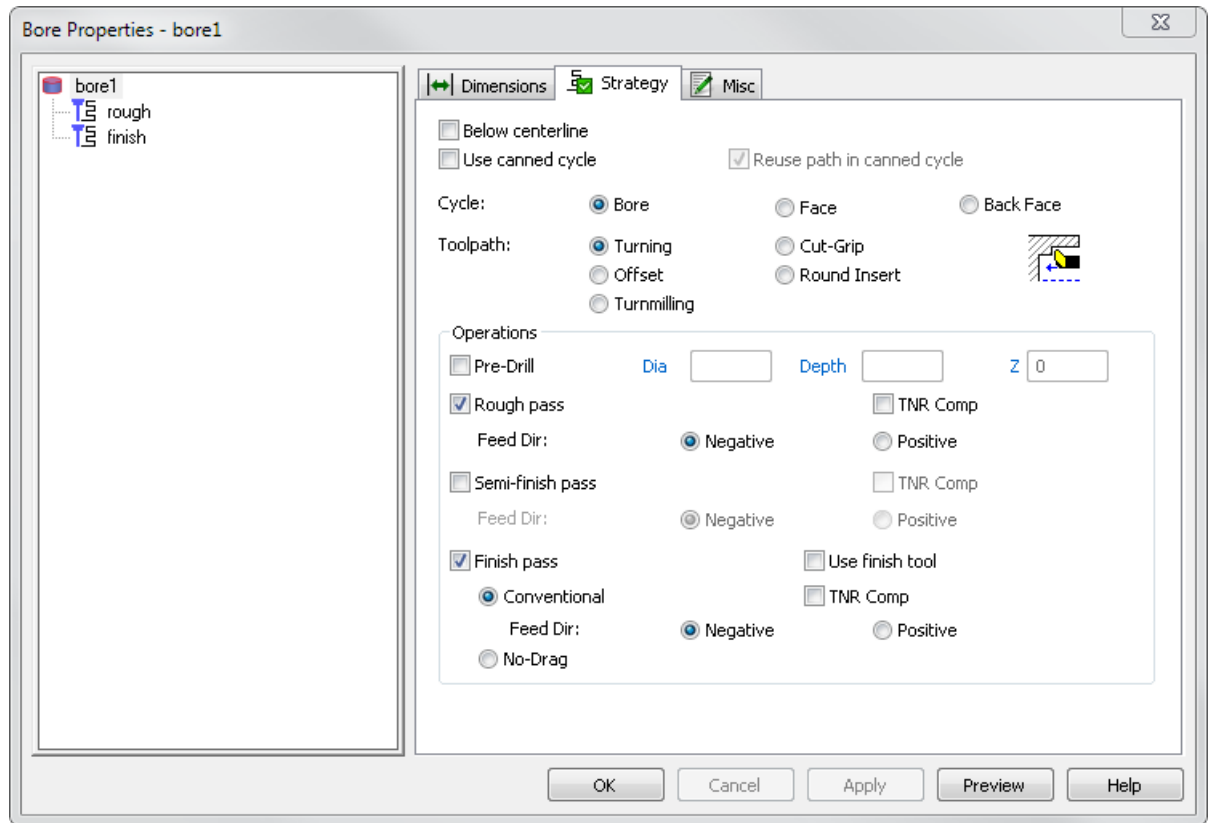 Bore Properties - bore1
bore1
rough
finish
Dimensions Strategy Misc
Below centerline
Use canned cycle Reuse path in canned cycle
Cycle: Bore Face Back Face
Toolpath: Turning Cut-Grip
Offset Round Insert
Turnmilling
Operations
Pre-Drill Dia Depth Z 0
Rough pass TNR Comp
Feed Dir: Negative Positive
Semi-finish pass TNR Comp
Feed Dir: Negative Positive
Finish pass Use finish tool
Conventional TNR Comp
Feed Dir: Negative Positive
No-Drag
OK Cancel Apply Preview Help